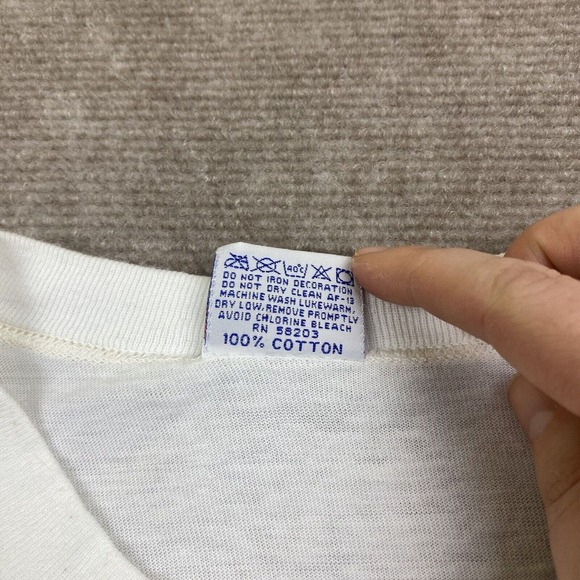 40°C
DO NOT IRON DECORATION
DO NOT DRY CLEAN AF-13
MACHINE WASH LUKEWARM,
DRY LOW, REMOVE PROMPTLY
AVOID CHLORINE BLEACH
RN 58203
100% COTTON